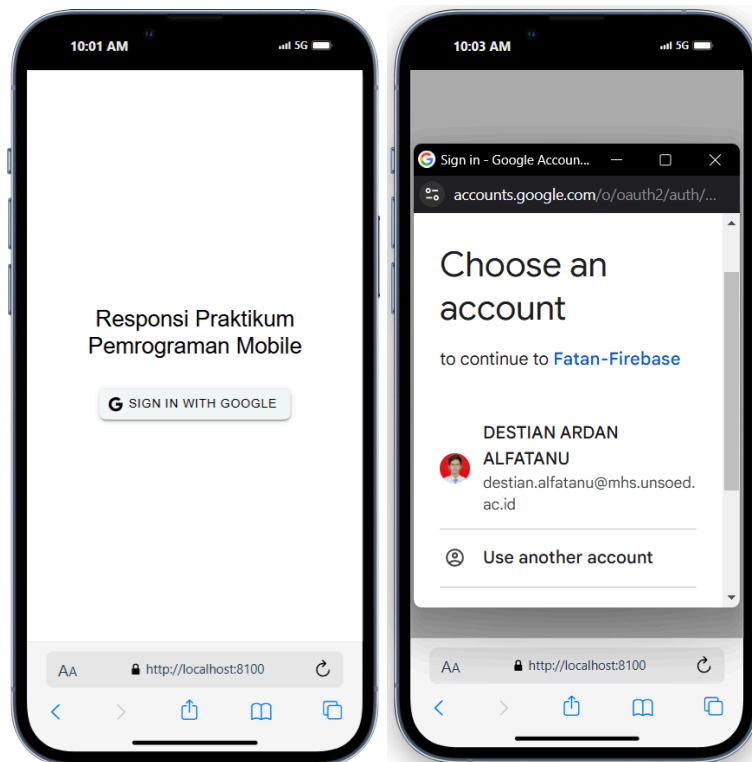 10:01 AM
5G
Responsi Praktikum
Pemrograman Mobile
G SIGN IN WITH GOOGLE
AA
http://localhost:8100
10:03 AM
5G
Sign in - Google Accoun...
accounts.google.com/o/oauth2/auth/...
Choose an
account
to continue to Fatan-Firebase
DESTIAN ARDAN
ALFATANU
destian.alfatanu@mhs.unsoed.
ac.id
Use another account
AA
http://localhost:8100